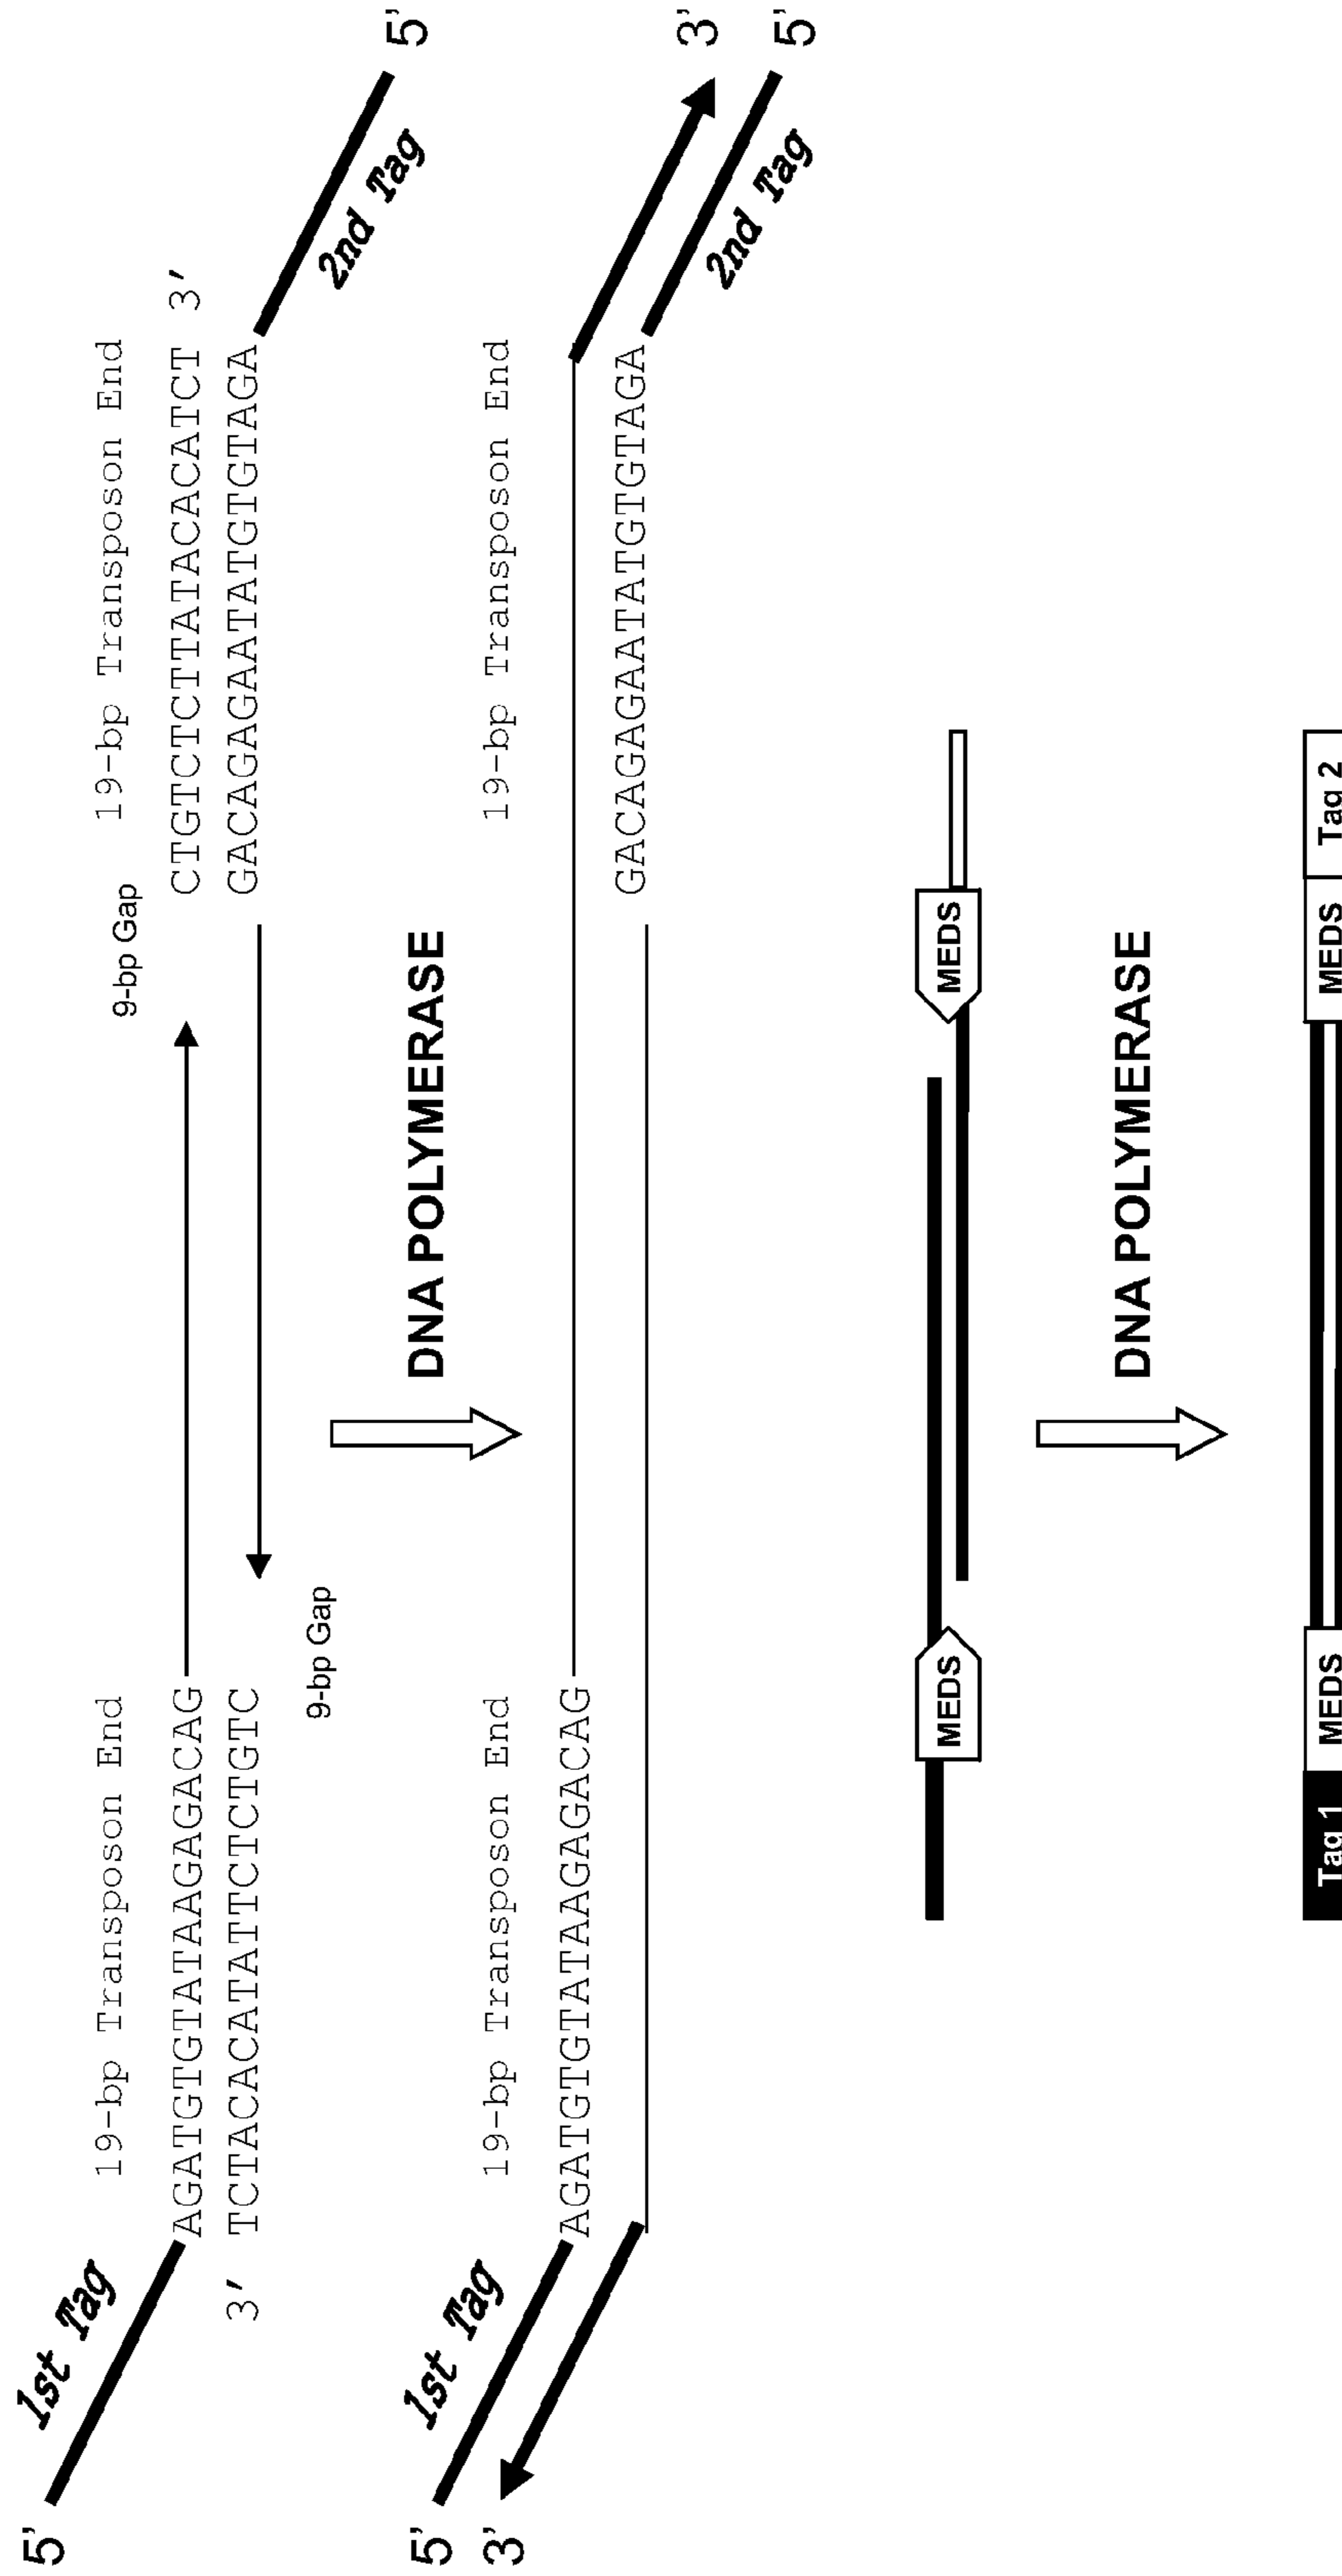 1st Tag
2nd Tag
19-bp Transposon End
19-bp Transposon End
9-bp Gap
5' AGATGTGTATAAGAGACAG CTGTCTCTTATACACATCT 3'
3' TCTACACATATTCTCTGTC GACAGAGAATATGTGTAGA 5'
9-bp Gap
DNA POLYMERASE
1st Tag
19-bp Transposon End
19-bp Transposon End
5' AGATGTGTATAAGAGACAG 3'
3' GACAGAGAATATGTGTAGA 5'
2nd Tag
MEDS MEDS
DNA POLYMERASE
Tag 1 MEDS MEDS Tag 2